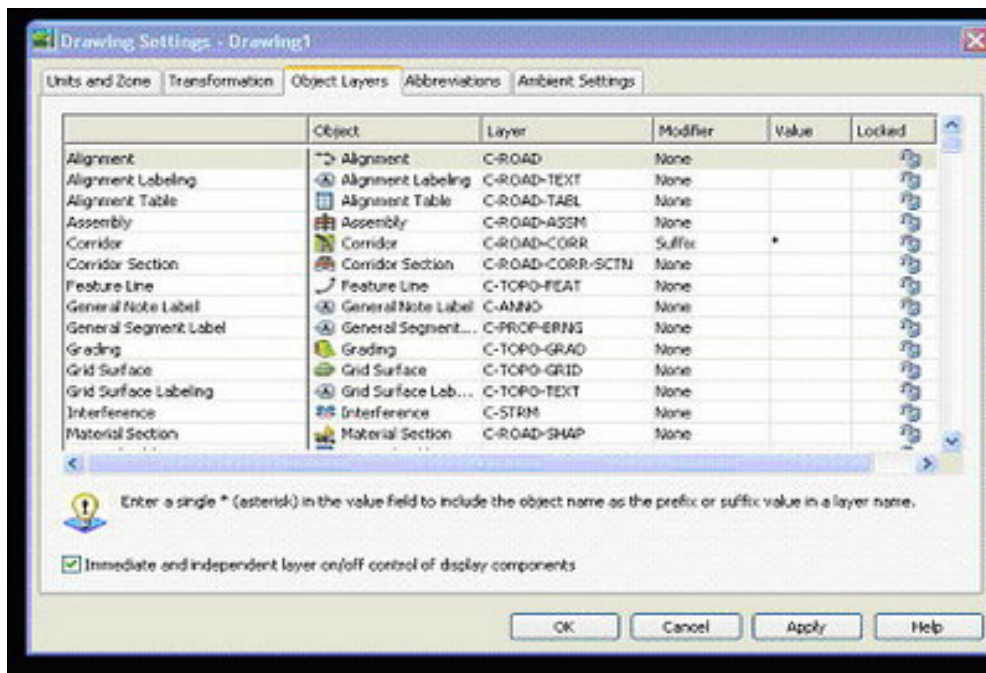 Drawing Settings - Drawing1
Units and Zone Transformation Object Layers Abbreviations Ambient Settings
Object Layer Modifier Value Locked
Alignment Alignment C-ROAD None
Alignment Labeling Alignment Labeling C-ROAD-TEXT None
Alignment Table Alignment Table C-ROAD-TABL None
Assembly Assembly C-ROAD-ASSM None
Corridor Corridor C-ROAD-CORR Suffix *
Corridor Section Corridor Section C-ROAD-CORR-SCTN None
Feature Line Feature Line C-TOPO-FEAT None
General Note Label General Note Label C-ANNO None
General Segment Label General Segment... C-PROP-BRNG None
Grading Grading C-TOPO-GRAD None
Grid Surface Grid Surface C-TOPO-GRID None
Grid Surface Labeling Grid Surface Lab... C-TOPO-TEXT None
Interference Interference C-STRM None
Material Section Material Section C-ROAD-SHAP None
Enter a single * (asterisk) in the value field to include the object name as the prefix or suffix value in a layer name.
Immediate and independent layer on/off control of display components
OK Cancel Apply Help